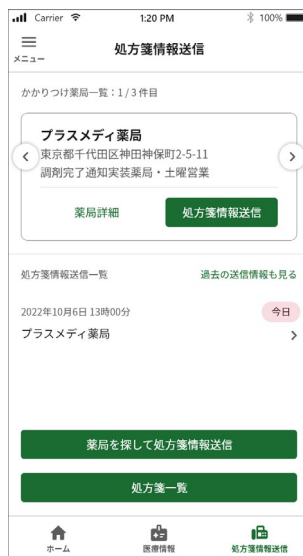 Carrier 1:20 PM 100%
メニュー
処方箋情報送信
かかりつけ薬局一覧：1 / 3 件目
プラスメディ薬局
東京都千代田区神田神保町2-5-11
調剤完了通知実装薬局・土曜営業
薬局詳細
処方箋情報送信
処方箋情報送信一覧
過去の送信情報も見る
2022年10月6日 13時00分
今日
プラスメディ薬局
薬局を探して処方箋情報送信
処方箋一覧
ホーム
医療情報
処方箋情報送信